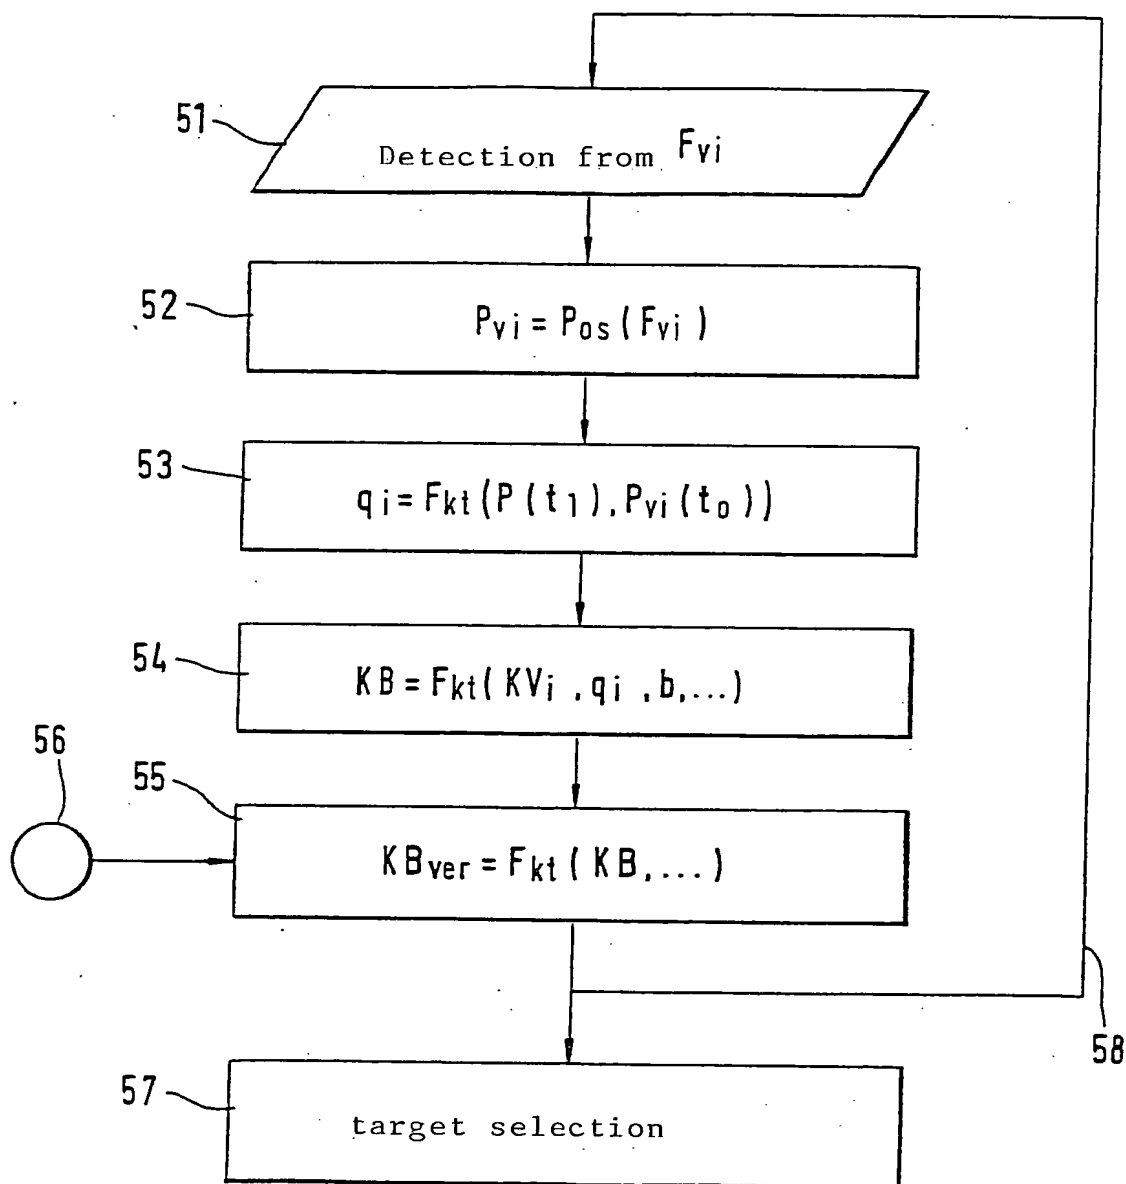 51
Detection from Fvi
52
Pvi = Pos (Fvi)
53
qi = Fkt (P (t1), Pvi (to))
54
KB = Fkt (KVi, qi, b, ...)
56
55
KBver = Fkt (KB, ...)
58
57
target selection